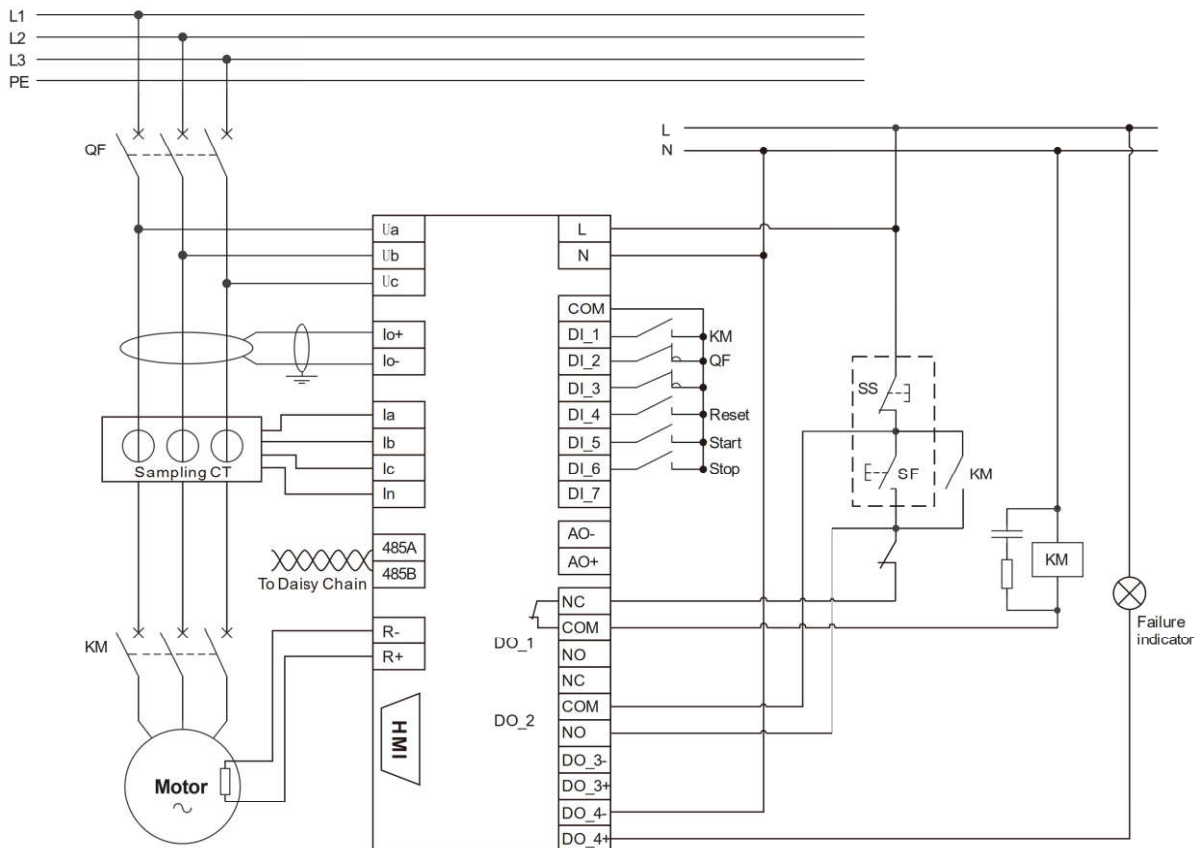 L1
L2
L3
PE
L
N
QF
Ua
Ub
Uc
Io+
Io-
Ia
Ib
Ic
In
Sampling CT
485A
485B
To Daisy Chain
R-
R+
KM
HMI
Motor
L
N
COM
DI_1
DI_2
DI_3
DI_4
DI_5
DI_6
DI_7
KM
QF
Reset
Start
Stop
AO-
AO+
NC
COM
NO
DO_1
NC
COM
NO
DO_2
DO_3-
DO_3+
DO_4-
DO_4+
SS
SF
KM
KM
Failure
indicator